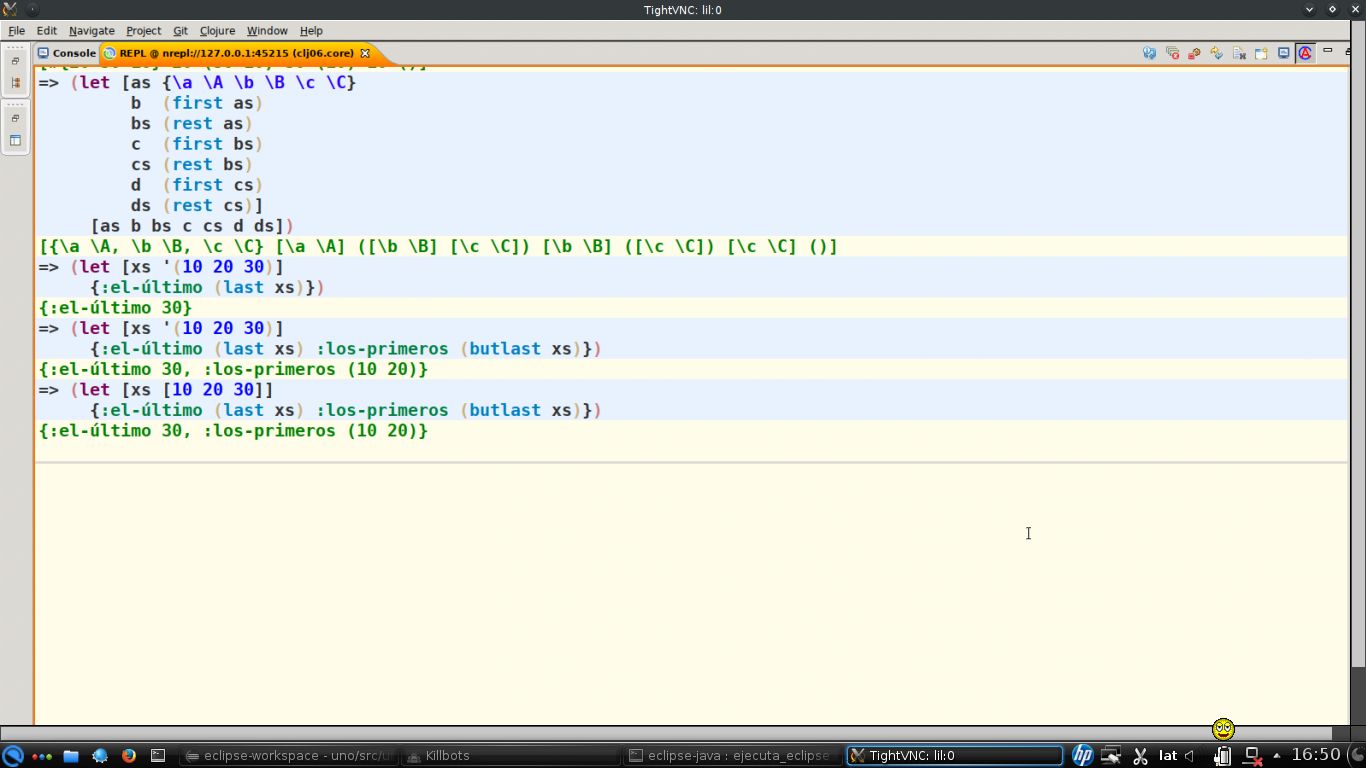 TightVNC: lil:0
File Edit Navigate Project Git Clojure Window Help
Console REPL @ nrepl://127.0.0.1:45215 (clj06.core)
=> (let [as {\a \A \b \B \c \C}
b (first as)
bs (rest as)
c (first bs)
cs (rest bs)
d (first cs)
ds (rest cs)]
[as b bs c cs d ds])
[{\a \A, \b \B, \c \C} [\a \A] ([\b \B] [\c \C]) [\b \B] ([\c \C]) [\c \C] ()]
=> (let [xs '(10 20 30)]
{:el-último (last xs)})
{:el-último 30}
=> (let [xs '(10 20 30)]
{:el-último (last xs) :los-primeros (butlast xs)})
{:el-último 30, :los-primeros (10 20)}
=> (let [xs [10 20 30]]
{:el-último (last xs) :los-primeros (butlast xs)})
{:el-último 30, :los-primeros (10 20)}
eclipse-workspace - uno/src/ Killbots eclipse-java : ejecuta_eclipse TightVNC: lil:0 hp lat 16:50